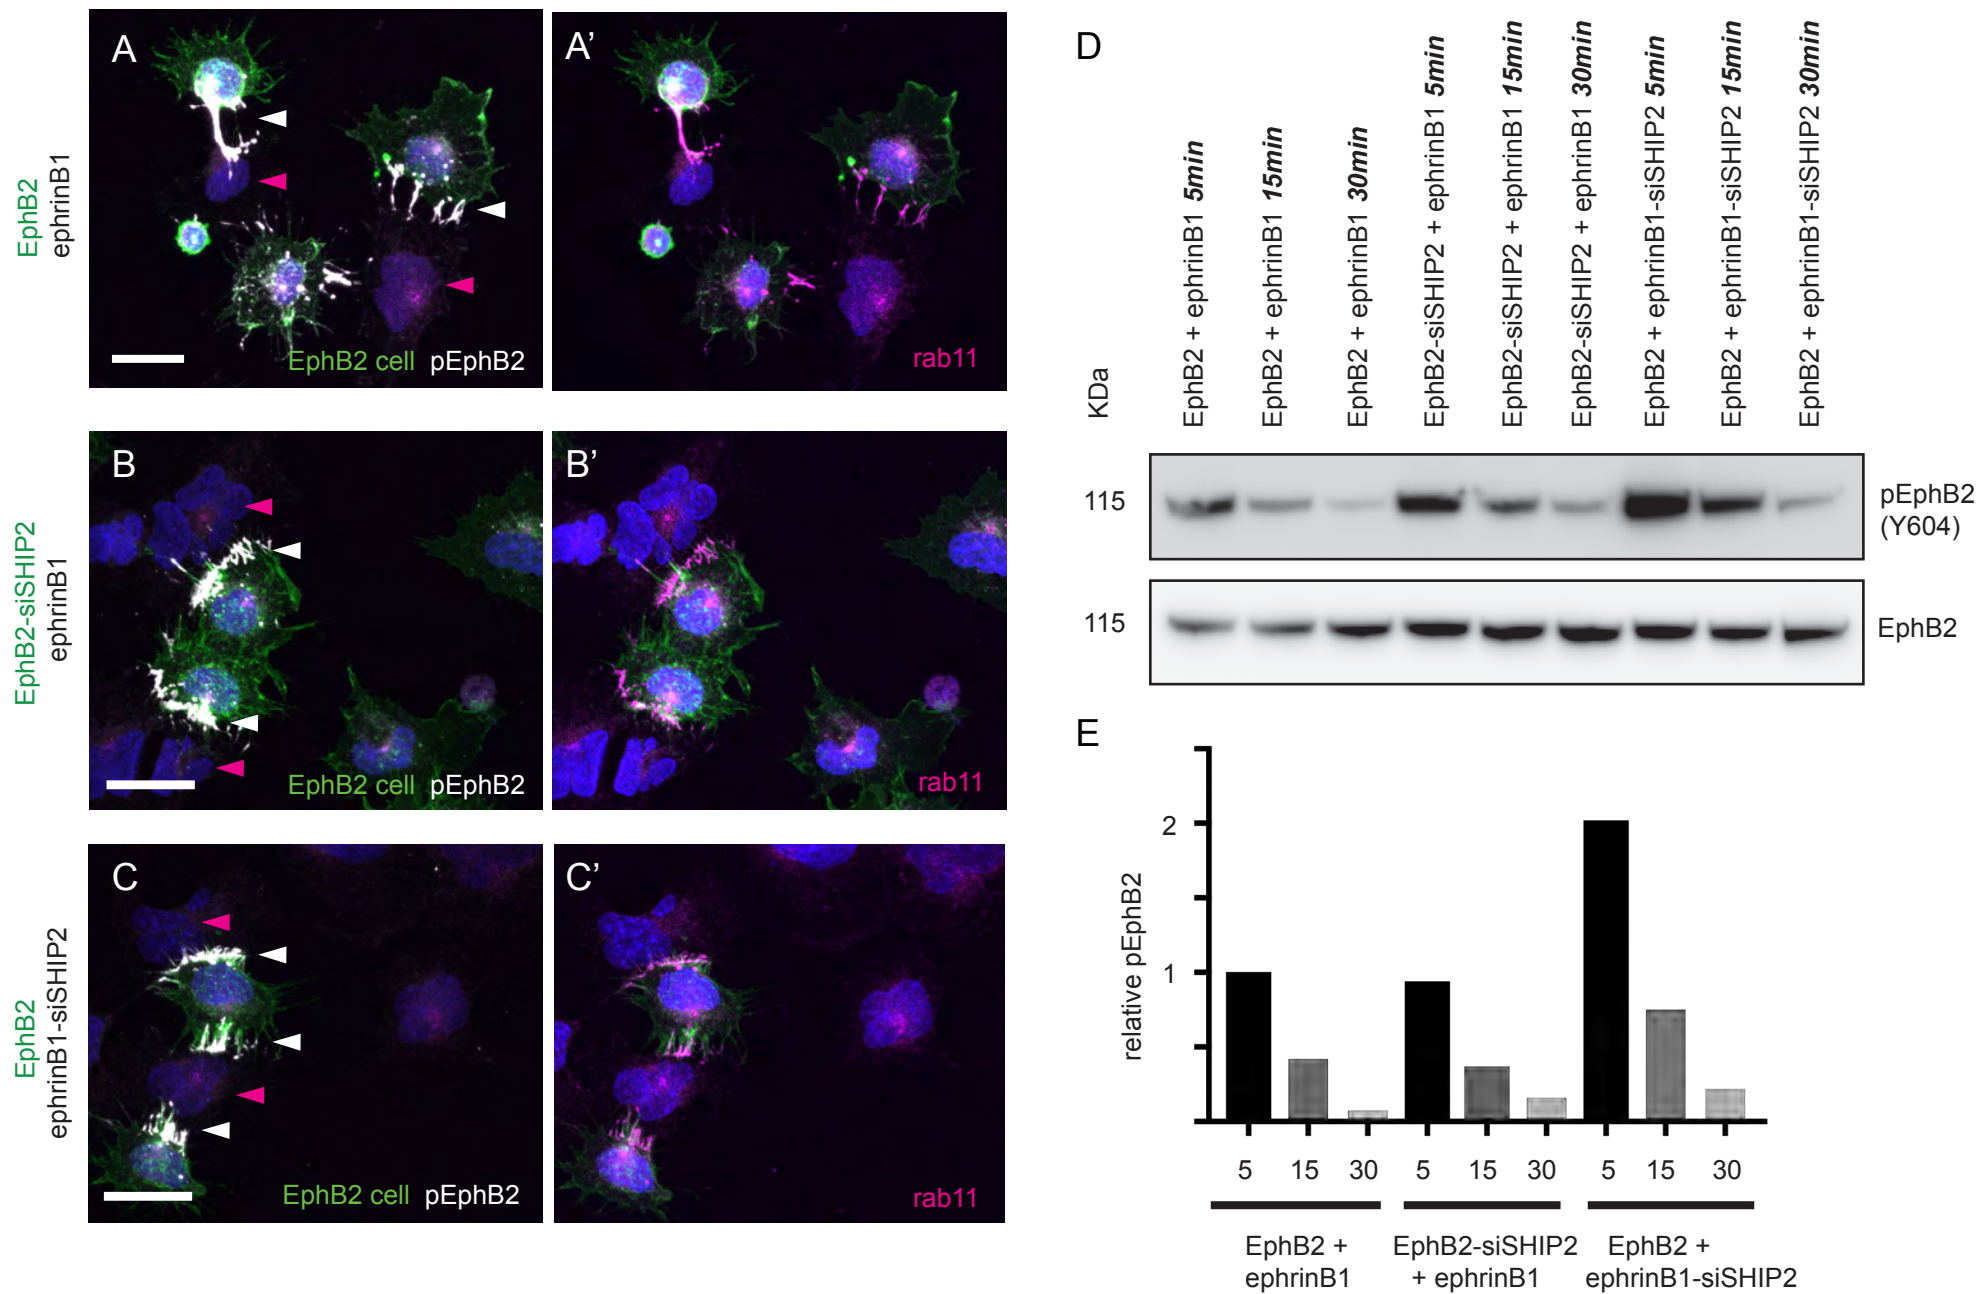 A
A'
EphB2
ephrinB1
EphB2 cell pEphB2
rab11
B
B'
EphB2-siSHIP2
ephrinB1
EphB2 cell pEphB2
rab11
C
C'
EphB2
ephrinB1-siSHIP2
EphB2 cell pEphB2
rab11
D
KDa
EphB2 + ephrinB1 5min
EphB2 + ephrinB1 15min
EphB2 + ephrinB1 30min
EphB2-siSHIP2 + ephrinB1 5min
EphB2-siSHIP2 + ephrinB1 15min
EphB2-siSHIP2 + ephrinB1 30min
EphB2 + ephrinB1-siSHIP2 5min
EphB2 + ephrinB1-siSHIP2 15min
EphB2 + ephrinB1-siSHIP2 30min
115
pEphB2
(Y604)
115
EphB2
E
relative pEphB2
2
1
5 15 30 5 15 30 5 15 30
EphB2 +
ephrinB1
EphB2-siSHIP2
+ ephrinB1
EphB2 +
ephrinB1-siSHIP2